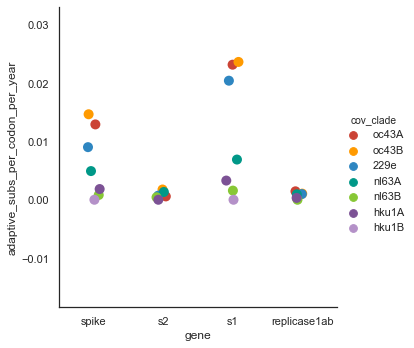 0.03
0.02
0.01
0.00
−0.01
adaptive_subs_per_codon_per_year
spike
s2
s1
replicase1ab
gene
cov_clade
oc43A
oc43B
229e
nl63A
nl63B
hku1A
hku1B